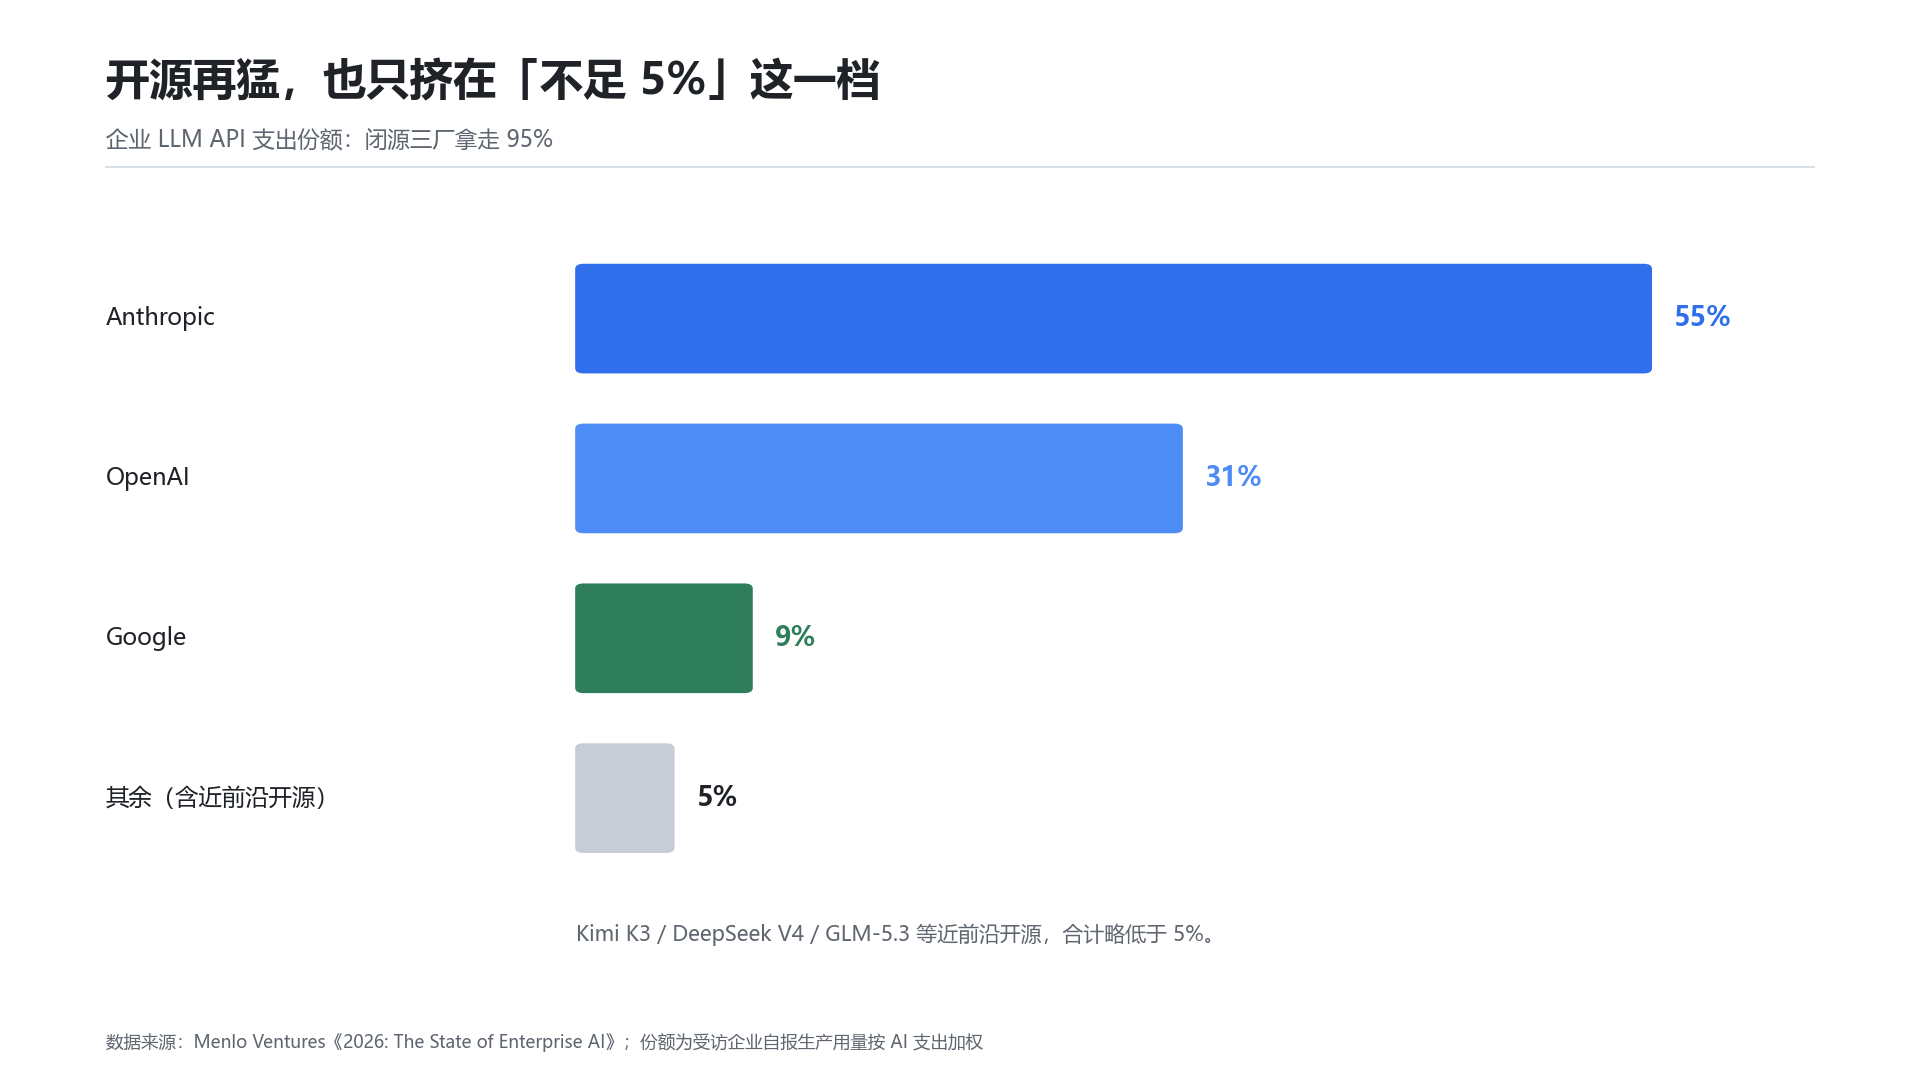 开源再猛，也只挤在「不足 5%」这一档
企业 LLM API 支出份额：闭源三厂拿走 95%
Anthropic
55%
OpenAI
31%
Google
9%
其余（含近前沿开源）
5%
Kimi K3 / DeepSeek V4 / GLM-5.3 等近前沿开源，合计略低于 5%。
数据来源：Menlo Ventures《2026: The State of Enterprise AI》；份额为受访企业自报生产用量按 AI 支出加权